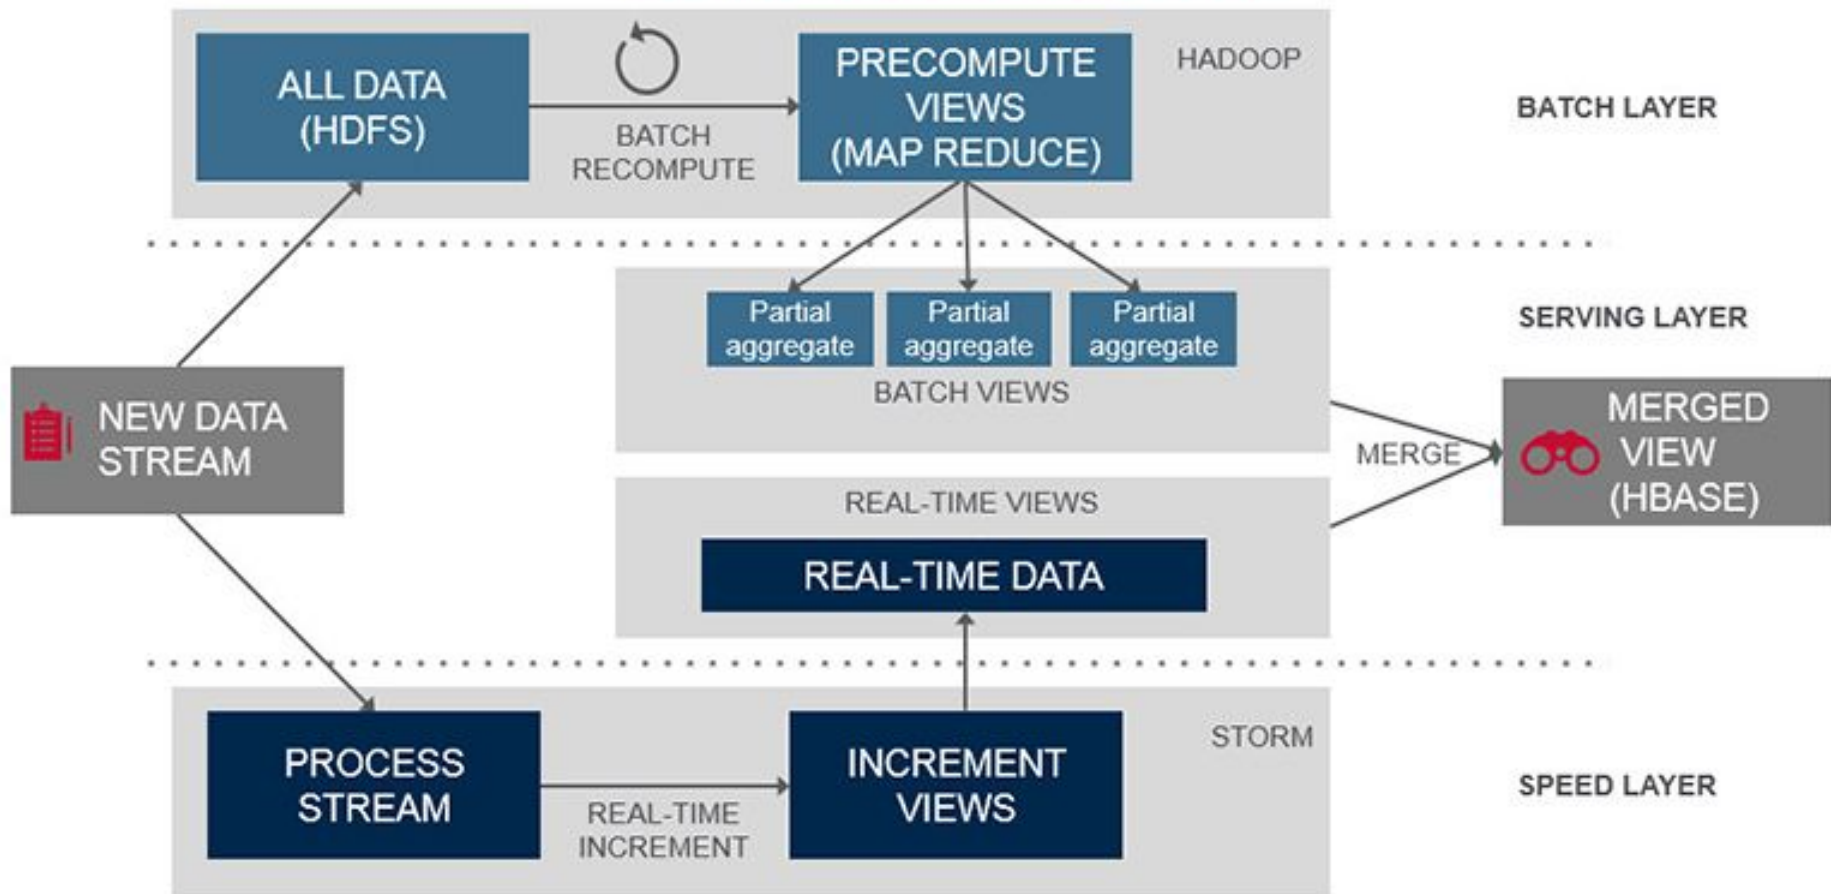 ALL DATA
(HDFS)
BATCH
RECOMPUTE
PRECOMPUTE
VIEWS
(MAP REDUCE)
HADOOP
BATCH LAYER
Partial
aggregate
Partial
aggregate
Partial
aggregate
BATCH VIEWS
SERVING LAYER
NEW DATA
STREAM
MERGE
MERGED
VIEW
(HBASE)
REAL-TIME VIEWS
REAL-TIME DATA
PROCESS
STREAM
REAL-TIME
INCREMENT
INCREMENT
VIEWS
STORM
SPEED LAYER